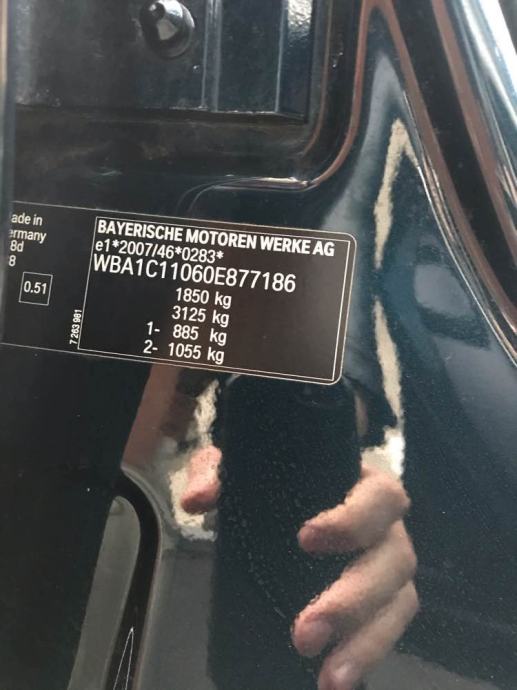 ade in
ermany
8d
8
0.51
7 263 981
BAYERISCHE MOTOREN WERKE AG
e1*2007/46*0283*
WBA1C11060E877186
1850 kg
3125 kg
1- 885 kg
2- 1055 kg